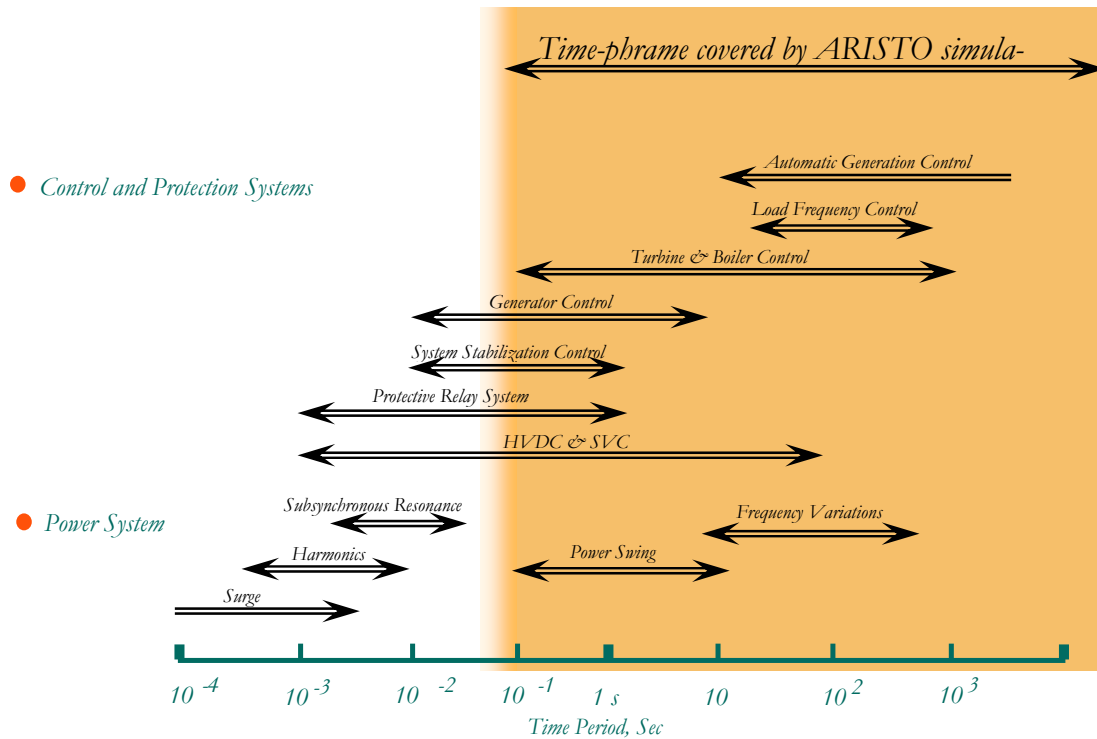 Time-phrame covered by ARISTO simula-
Automatic Generation Control
Control and Protection Systems
Load Frequency Control
Turbine & Boiler Control
Generator Control
System Stabilization Control
Protective Relay System
HVDC & SVC
Subsynchronous Resonance
Frequency Variations
Power System
Harmonics
Power Swing
Surge
10 -4 10 -3 10 -2 10 -1 1 s 10 10 2 10 3
Time Period, Sec